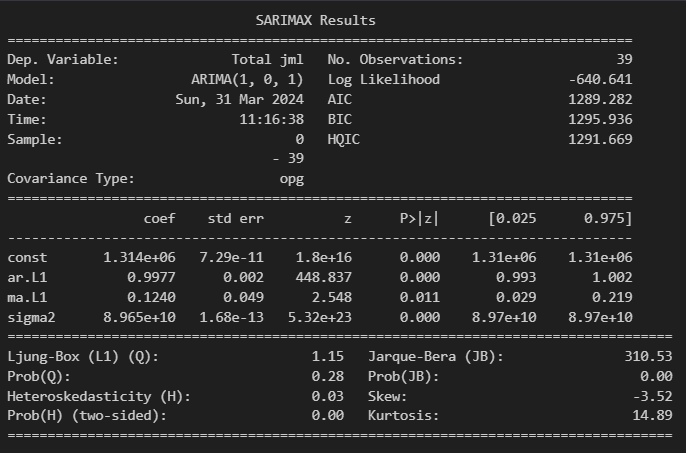 SARIMAX Results
==============================================================================
Dep. Variable: Total jml No. Observations: 39
Model: ARIMA(1, 0, 1) Log Likelihood -640.641
Date: Sun, 31 Mar 2024 AIC 1289.282
Time: 11:16:38 BIC 1295.936
Sample: 0 HQIC 1291.669
- 39
Covariance Type: opg
==============================================================================
coef std err z P>|z| [0.025 0.975]
------------------------------------------------------------------------------
const 1.314e+06 7.29e-11 1.8e+16 0.000 1.31e+06 1.31e+06
ar.L1 0.9977 0.002 448.837 0.000 0.993 1.002
ma.L1 0.1240 0.049 2.548 0.011 0.029 0.219
sigma2 8.965e+10 1.68e-13 5.32e+23 0.000 8.97e+10 8.97e+10
===================================================================================
Ljung-Box (L1) (Q): 1.15 Jarque-Bera (JB): 310.53
Prob(Q): 0.28 Prob(JB): 0.00
Heteroskedasticity (H): 0.03 Skew: -3.52
Prob(H) (two-sided): 0.00 Kurtosis: 14.89
===================================================================================